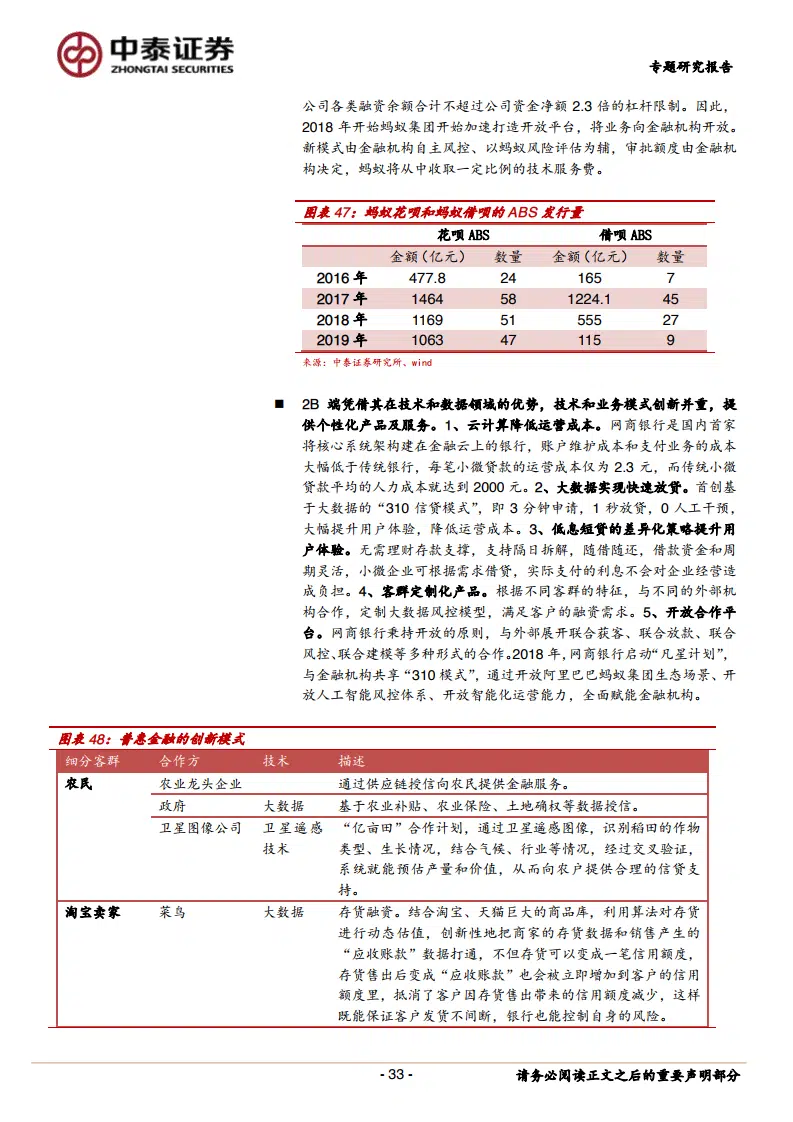 中泰证券
ZHONGTAI SECURITIES
专题研究报告
公司各类融资余额合计不超过公司资金净额 2.3 倍的杠杆限制。因此，
2018 年开始蚂蚁集团开始加速打造开放平台，将业务向金融机构开放。
新模式由金融机构自主风控、以蚂蚁风险评估为辅，审批额度由金融机
构决定，蚂蚁将从中收取一定比例的技术服务费。
图表 47：蚂蚁花呗和蚂蚁借呗的 ABS 发行量
花呗 ABS 借呗 ABS
金额（亿元） 数量 金额（亿元） 数量
2016 年 477.8 24 165 7
2017 年 1464 58 1224.1 45
2018 年 1169 51 555 27
2019 年 1063 47 115 9
来源：中泰证券研究所、wind
■ 2B 端凭借其在技术和数据领域的优势，技术和业务模式创新并重，提
供个性化产品及服务。1、云计算降低运营成本。网商银行是国内首家
将核心系统架构建在金融云上的银行，账户维护成本和支付业务的成本
大幅低于传统银行，每笔小微贷款的运营成本仅为 2.3 元，而传统小微
贷款平均的人力成本就达到 2000 元。2、大数据实现快速放贷。首创基
于大数据的“310 信贷模式”，即 3 分钟申请，1 秒放贷，0 人工干预，
大幅提升用户体验，降低运营成本。3、低息短贷的差异化策略提升用
户体验。无需理财存款支撑，支持隔日拆解，随借随还，借款资金和周
期灵活，小微企业可根据需求借贷，实际支付的利息不会对企业经营造
成负担。4、客群定制化产品。根据不同客群的特征，与不同的外部机
构合作，定制大数据风控模型，满足客户的融资需求。5、开放合作平
台。网商银行秉持开放的原则，与外部展开联合获客、联合放款、联合
风控、联合建模等多种形式的合作。2018 年，网商银行启动“凡星计划”，
与金融机构共享“310 模式”，通过开放阿里巴巴蚂蚁集团生态场景、开
放人工智能风控体系、开放智能化运营能力，全面赋能金融机构。
图表 48：普惠金融的创新模式
细分客群 合作方 技术 描述
农民 农业龙头企业 通过供应链授信向农民提供金融服务。
政府 大数据 基于农业补贴、农业保险、土地确权等数据授信。
卫星图像公司 卫星遥感 “亿亩田”合作计划，通过卫星遥感图像，识别稻田的作物
技术 类型、生长情况，结合气候、行业等情况，经过交叉验证，
系统就能预估产量和价值，从而向农户提供合理的信贷支
持。
淘宝卖家 菜鸟 大数据 存货融资。结合淘宝、天猫巨大的商品库，利用算法对存货
进行动态估值，创新性地把商家的存货数据和销售产生的
“应收账款”数据打通，不但存货可以变成一笔信用额度，
存货售出后变成“应收账款”也会被立即增加到客户的信用
额度里，抵消了客户因存货售出带来的信用额度减少，这样
既能保证客户发货不间断，银行也能控制自身的风险。
- 33 -
请务必阅读正文之后的重要声明部分